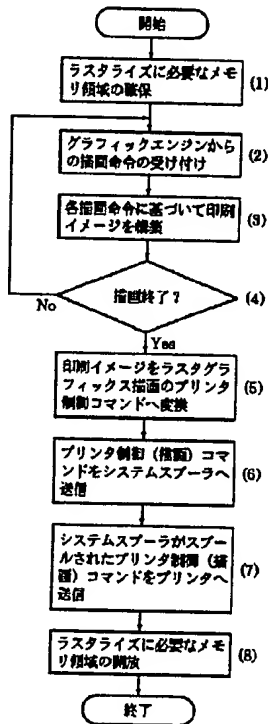 開始
ラスタライズに必要なメモ
リ領域の確保
(1)
グラフィックエンジンから
の描画命令の受け付け
(2)
各描画命令に基づいて印刷
イメージを構築
(3)
描画終了?
(4)
No
Yes
印刷イメージをラスタグラ
フィックス描画のプリンタ
制御コマンドへ変換
(5)
プリンタ制御(描画)コマ
ンドをシステムスプーラへ
送信
(6)
システムスプーラがスプー
ルされたプリンタ制御(描
画)コマンドをプリンタへ
送信
(7)
ラスタライズに必要なメモ
リ領域の開放
(8)
終了